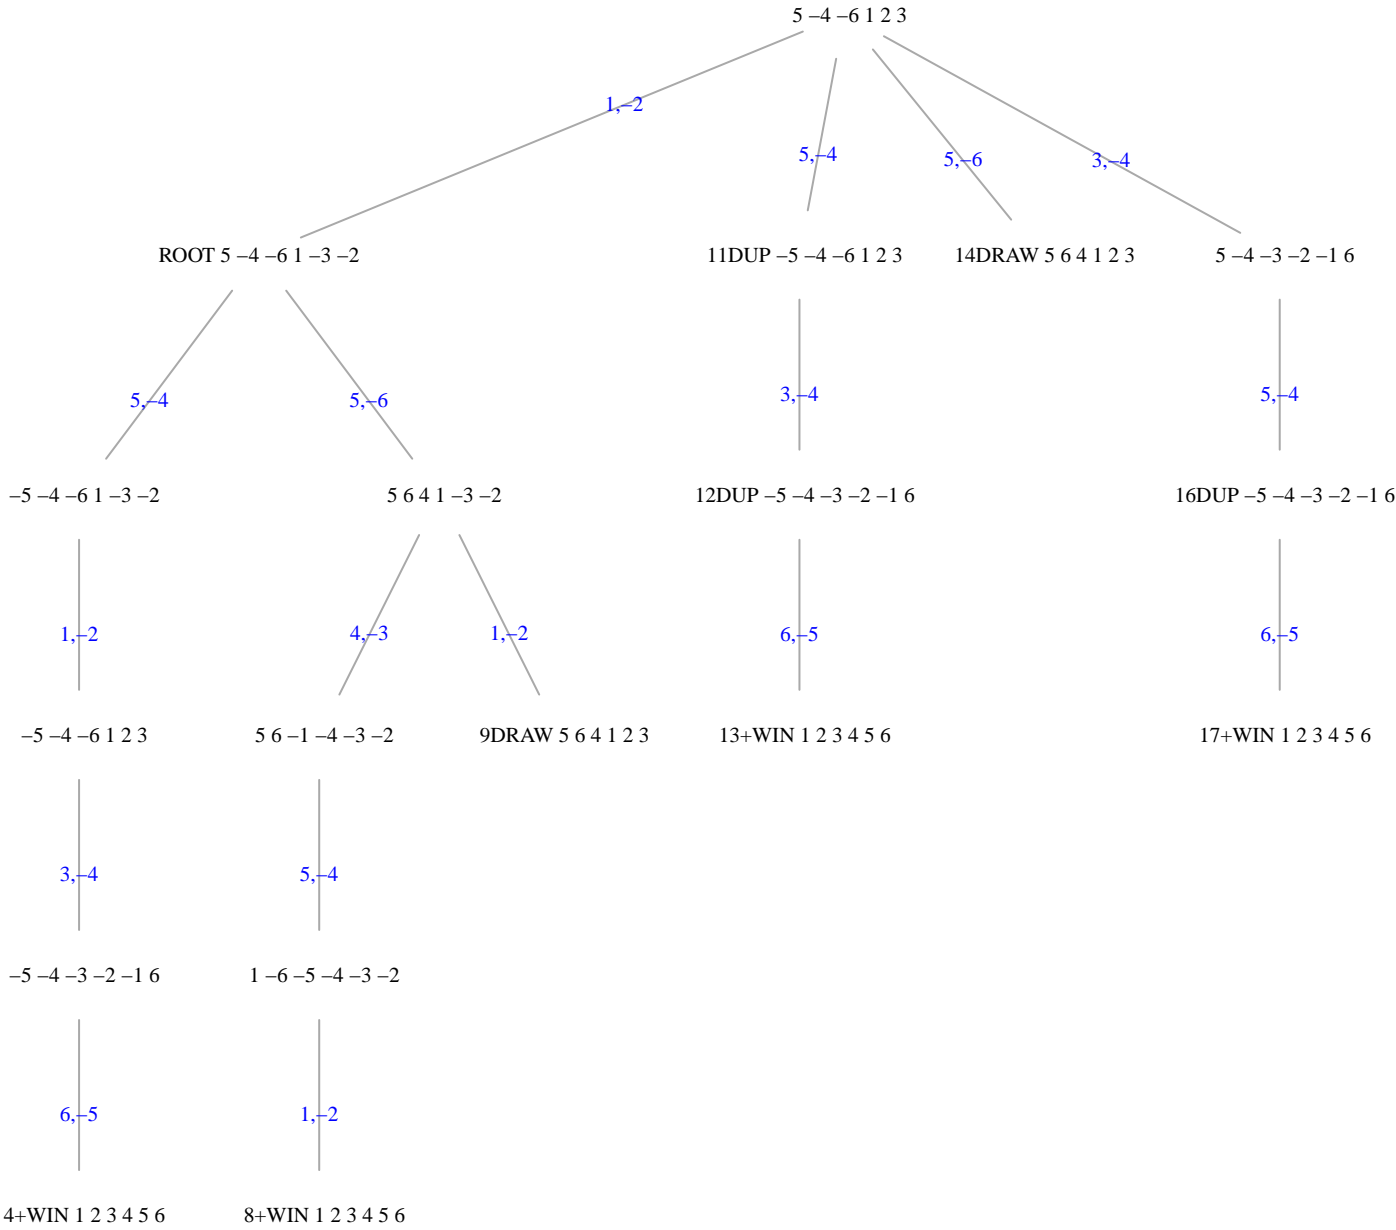 5 –4 –6 1 2 3
1,–2
5,–4
5,–6
3,–4
ROOT 5 –4 –6 1 –3 –2
11DUP –5 –4 –6 1 2 3
14DRAW 5 6 4 1 2 3
5 –4 –3 –2 –1 6
5,–4
5,–6
3,–4
5,–4
–5 –4 –6 1 –3 –2
5 6 4 1 –3 –2
12DUP –5 –4 –3 –2 –1 6
16DUP –5 –4 –3 –2 –1 6
1,–2
4,–3
1,–2
6,–5
6,–5
–5 –4 –6 1 2 3
5 6 –1 –4 –3 –2
9DRAW 5 6 4 1 2 3
13+WIN 1 2 3 4 5 6
17+WIN 1 2 3 4 5 6
3,–4
5,–4
–5 –4 –3 –2 –1 6
1 –6 –5 –4 –3 –2
6,–5
1,–2
4+WIN 1 2 3 4 5 6
8+WIN 1 2 3 4 5 6